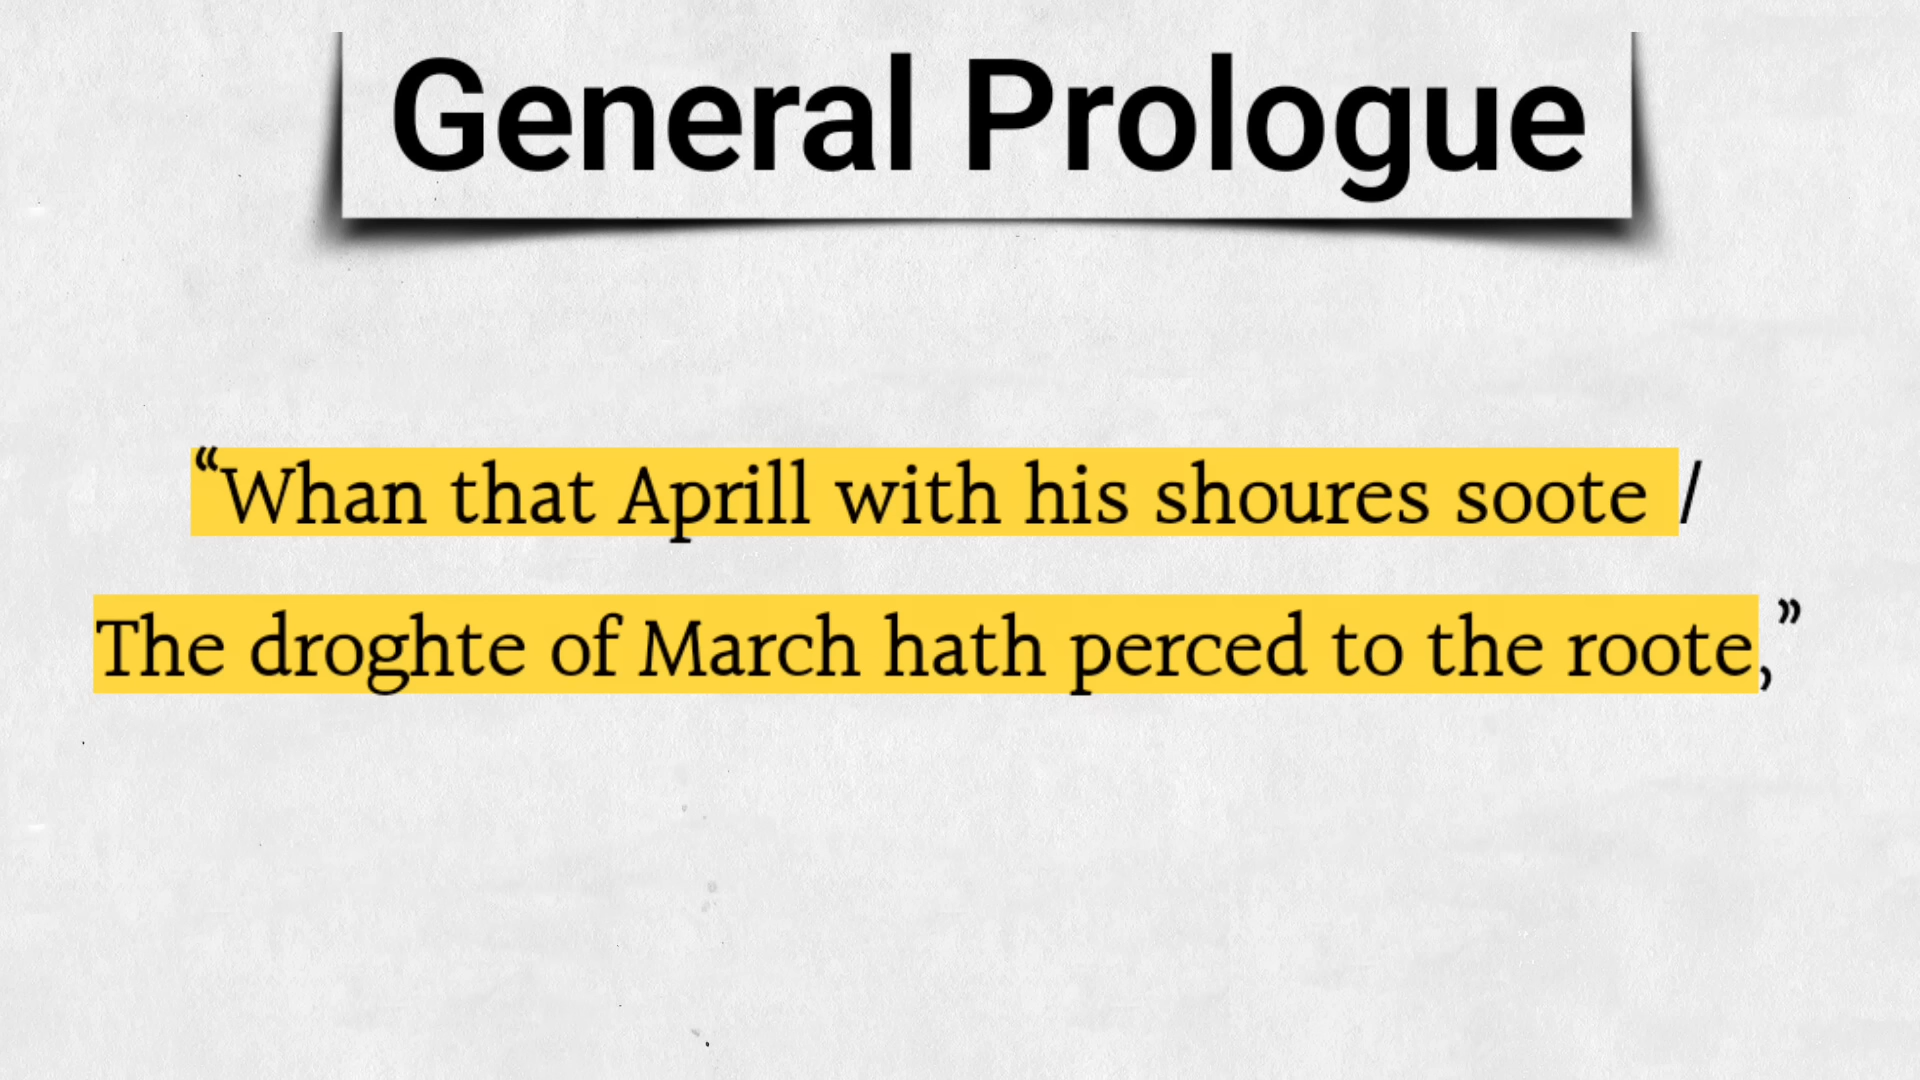 General Prologue
“Whan that Aprill with his shoures soote /
The droghte of March hath perced to the roote,”